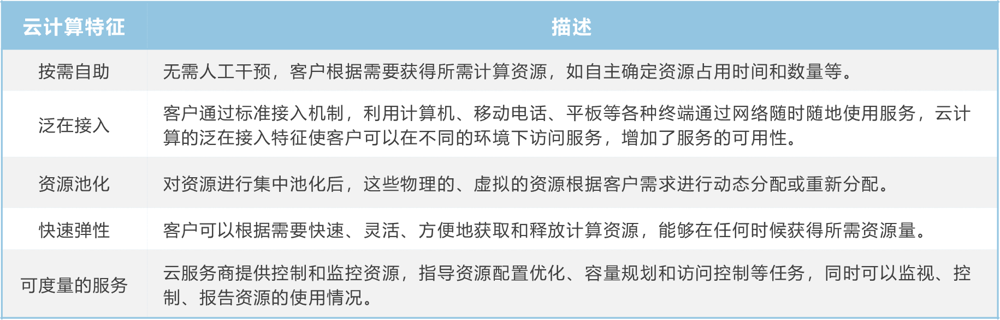 云计算特征 描述
按需自助 无需人工干预，客户根据需要获得所需计算资源，如自主确定资源占用时间和数量等。
泛在接入 客户通过标准接入机制，利用计算机、移动电话、平板等各种终端通过网络随时随地使用服务，云计
算的泛在接入特征使客户可以在不同的环境下访问服务，增加了服务的可用性。
资源池化 对资源进行集中池化后，这些物理的、虚拟的资源根据客户需求进行动态分配或重新分配。
快速弹性 客户可以根据需要快速、灵活、方便地获取和释放计算资源，能够在任何时候获得所需资源量。
可度量的服务 云服务商提供控制和监控资源，指导资源配置优化、容量规划和访问控制等任务，同时可以监视、控
制、报告资源的使用情况。